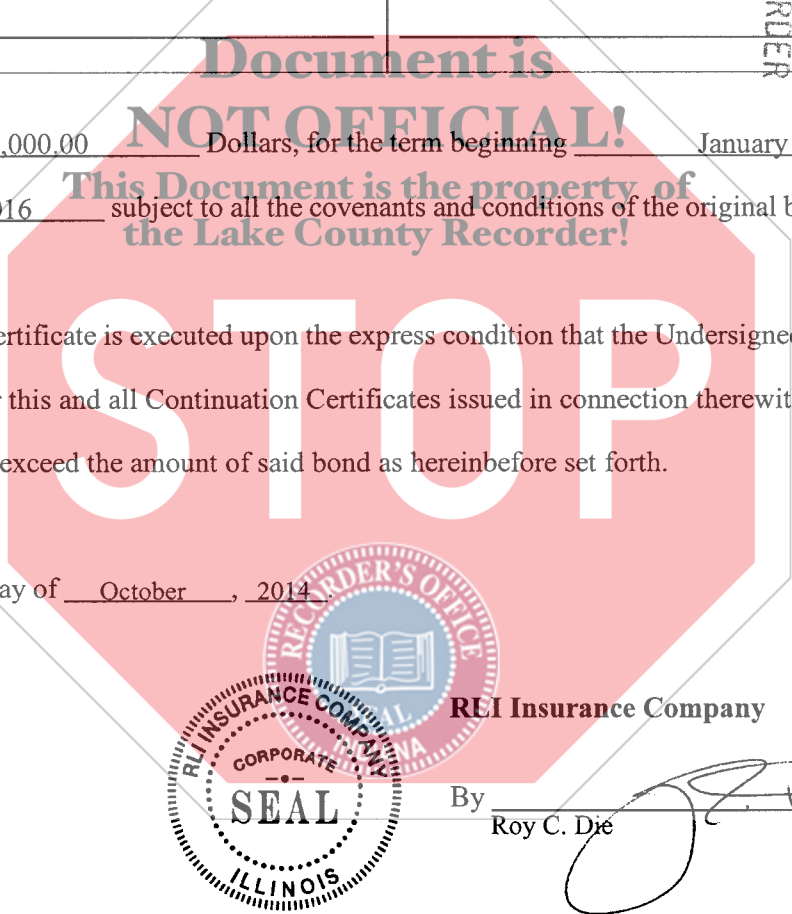 RDER
Document is
NOT OFFICIAL!
,000.00 Dollars, for the term beginning January
This Document is the property of
16 subject to all the covenants and conditions of the original b
the Lake County Recorder!
STOP
ertificate is executed upon the express condition that the Undersigned
this and all Continuation Certificates issued in connection therewit
exceed the amount of said bond as hereinbefore set forth.
ay of October , 2014 .
RECORDER'S OFFICE
SEAL
INDIANA
RLI INSURANCE COMPANY
CORPORATE
SEAL
ILLINOIS
RLI Insurance Company
By
Roy C. Die